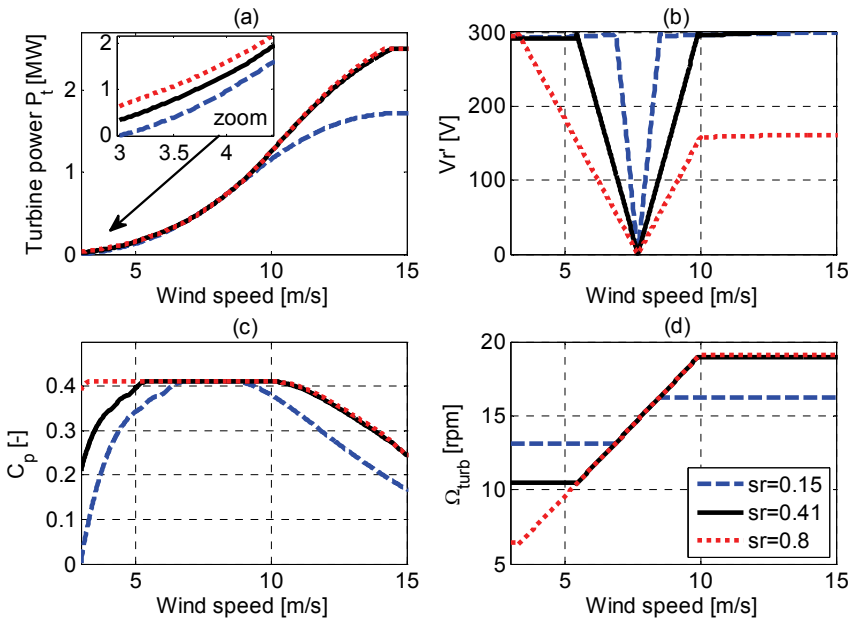 (a)
Turbine power P_t [MW]
2
1
0
2
1
0
3
3.5
4
zoom
5
10
15
Wind speed [m/s]
(b)
Vr' [V]
300
200
100
0
5
10
15
Wind speed [m/s]
(c)
C_p [-]
0.4
0.3
0.2
0.1
0
5
10
15
Wind speed [m/s]
(d)
Ω_turb [rpm]
20
15
10
5
5
10
15
Wind speed [m/s]
sr=0.15
sr=0.41
sr=0.8